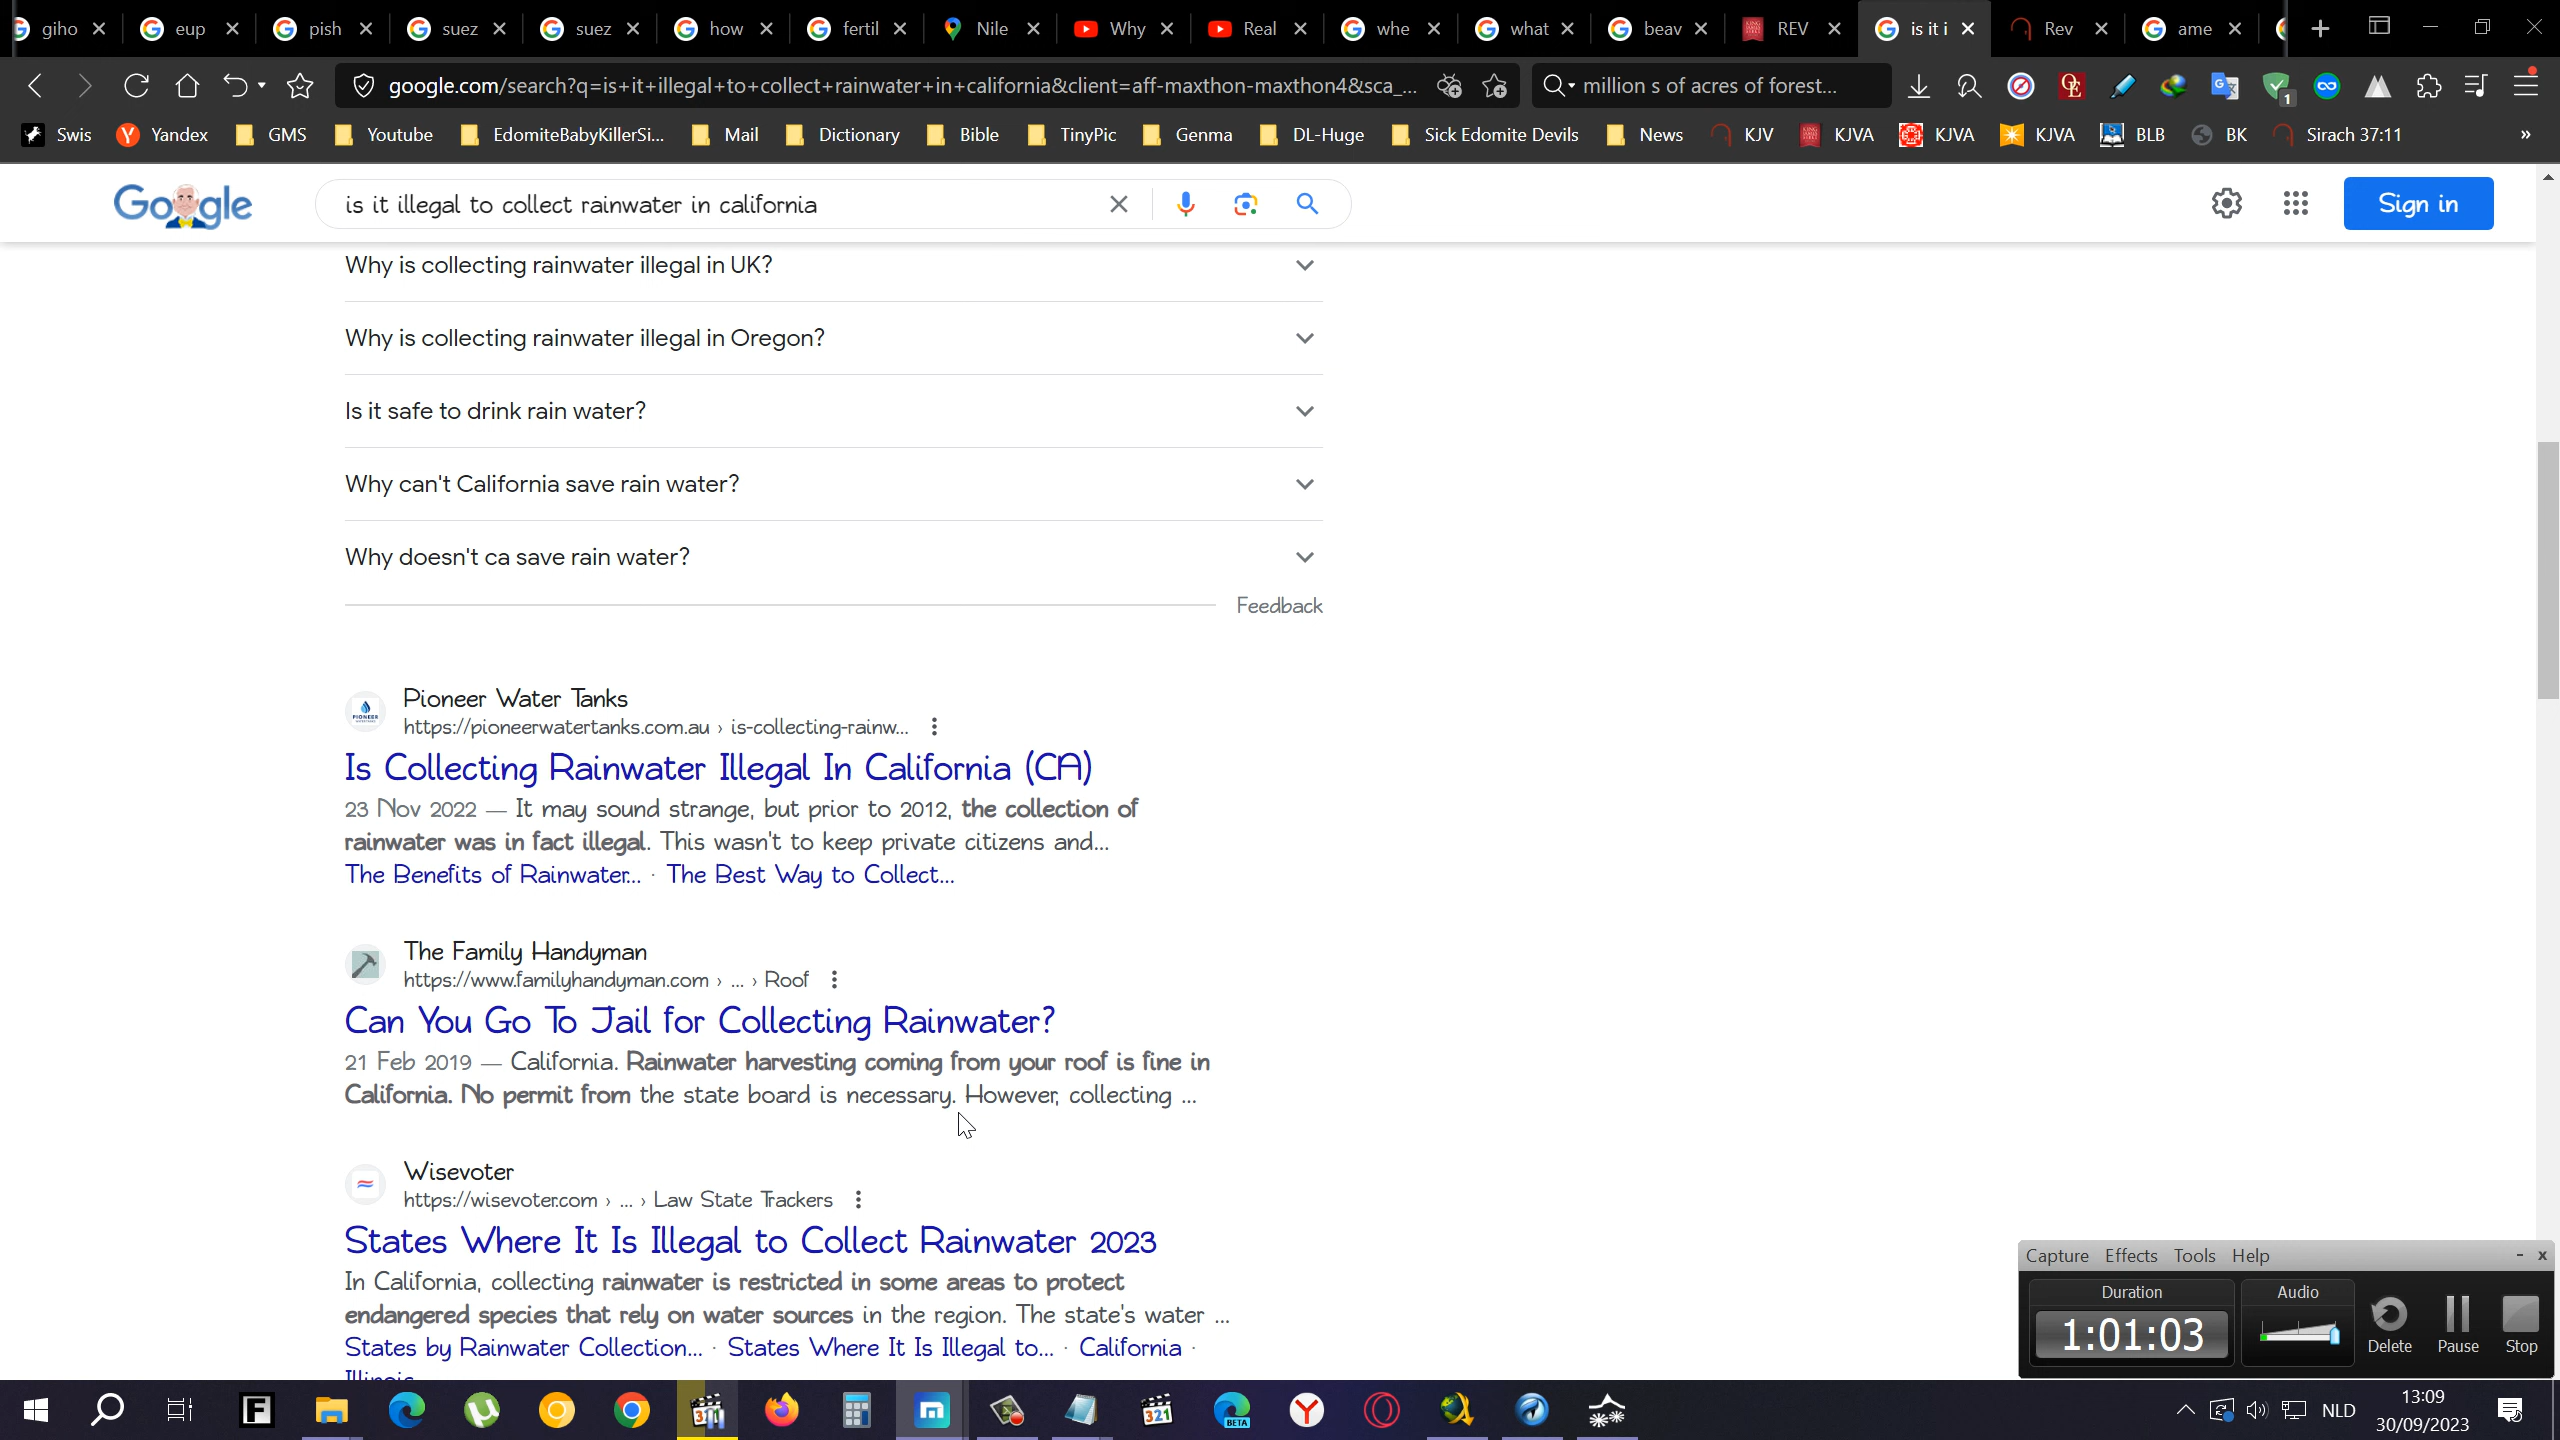 giho
eup
pish
suez
suez
how
fertil
Nile
Why
Real
whe
what
beav
REV
is it i
Rev
ame
google.com/search?q=is+it+illegal+to+collect+rainwater+in+california&client=aff-maxthon-maxthon4&sca_...
million s of acres of forest...
1
Swis
Yandex
GMS
Youtube
EdomiteBabyKillerSi...
Mail
Dictionary
Bible
TinyPic
Genma
DL-Huge
Sick Edomite Devils
News
KJV
KJVA
KJVA
KJVA
BLB
BK
Sirach 37:11
»
Google
is it illegal to collect rainwater in california
Sign in
Why is collecting rainwater illegal in UK?
Why is collecting rainwater illegal in Oregon?
Is it safe to drink rain water?
Why can't California save rain water?
Why doesn't ca save rain water?
Feedback
Pioneer Water Tanks
https://pioneerwatertanks.com.au › is-collecting-rainw...
Is Collecting Rainwater Illegal In California (CA)
23 Nov 2022 — It may sound strange, but prior to 2012, the collection of
rainwater was in fact illegal. This wasn't to keep private citizens and...
The Benefits of Rainwater... · The Best Way to Collect...
The Family Handyman
https://www.familyhandyman.com › ... › Roof
Can You Go To Jail for Collecting Rainwater?
21 Feb 2019 — California. Rainwater harvesting coming from your roof is fine in
California. No permit from the state board is necessary. However, collecting ...
Wisevoter
https://wisevoter.com › ... › Law State Trackers
States Where It Is Illegal to Collect Rainwater 2023
In California, collecting rainwater is restricted in some areas to protect
endangered species that rely on water sources in the region. The state's water ...
States by Rainwater Collection... · States Where It Is Illegal to... · California ·
Illinois
Capture Effects Tools Help
Duration
Audio
1:01:03
Delete
Pause
Stop
321
BETA
NLD
13:09
30/09/2023